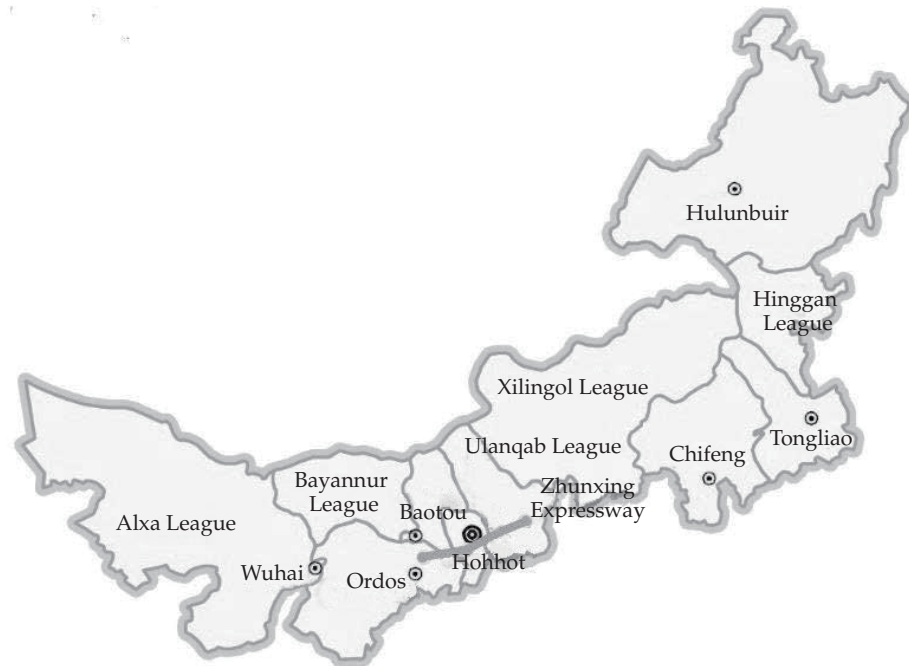 Hulunbuir
Hinggan
League
Xilingol League
Ulanqab League
Tongliao
Chifeng
Bayannur
League
Zhunxing
Expressway
Baotou
Alxa League
Hohhot
Wuhai
Ordos